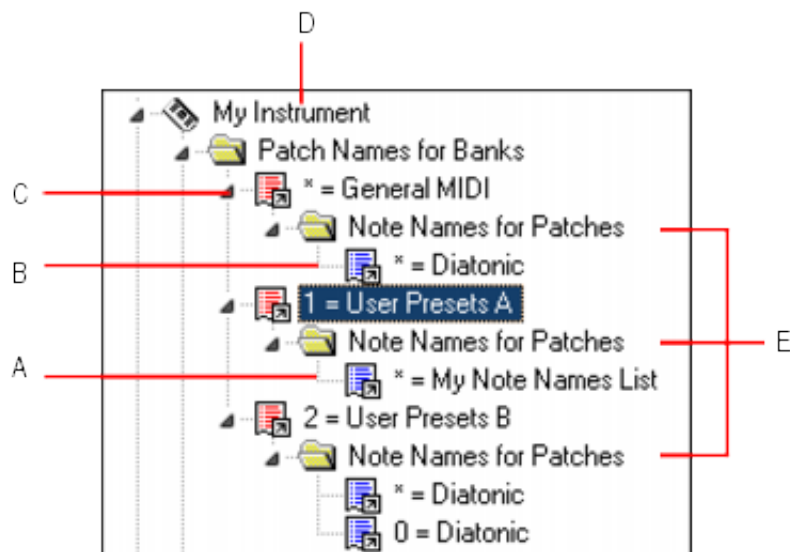 D
My Instrument
Patch Names for Banks
C
* = General MIDI
Note Names for Patches
B
* = Diatonic
1 = User Presets A
Note Names for Patches
E
A
* = My Note Names List
2 = User Presets B
Note Names for Patches
* = Diatonic
0 = Diatonic